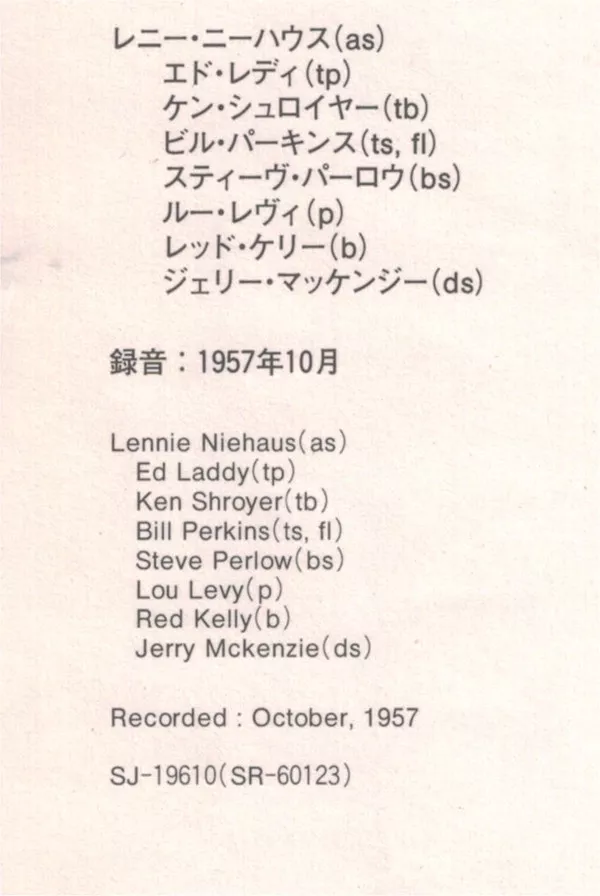 レニー・ニーハウス(as)
エド・レディ(tp)
ケン・シュロイヤー(tb)
ビル・パーキンス(ts, fl)
スティーヴ・パーロウ(bs)
ルー・レヴィ(p)
レッド・ケリー(b)
ジェリー・マッケンジー(ds)
録音：1957年10月
Lennie Niehaus(as)
Ed Laddy(tp)
Ken Shroyer(tb)
Bill Perkins(ts, fl)
Steve Perlow(bs)
Lou Levy(p)
Red Kelly(b)
Jerry Mckenzie(ds)
Recorded : October, 1957
SJ-19610(SR-60123)